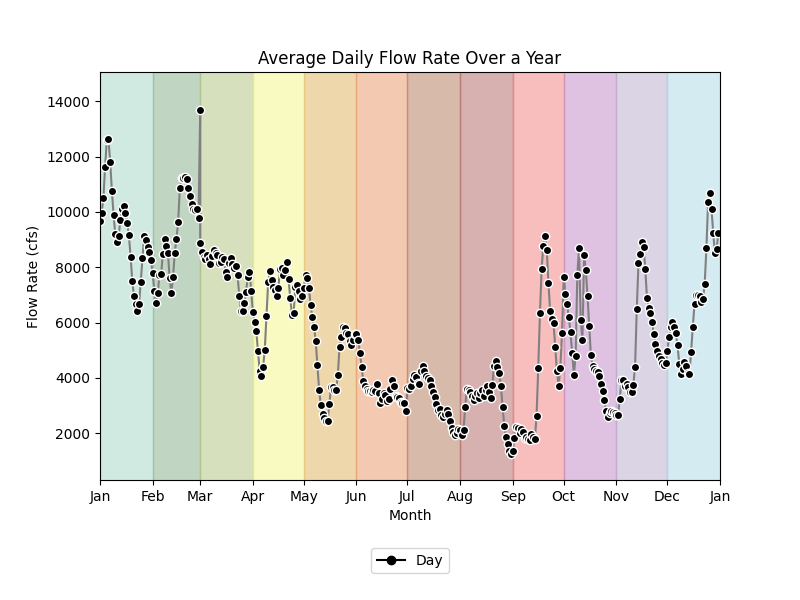 Average Daily Flow Rate Over a Year
Flow Rate (cfs)
14000
12000
10000
8000
6000
4000
2000
Jan Feb Mar Apr May Jun Jul Aug Sep Oct Nov Dec Jan
Month
Day